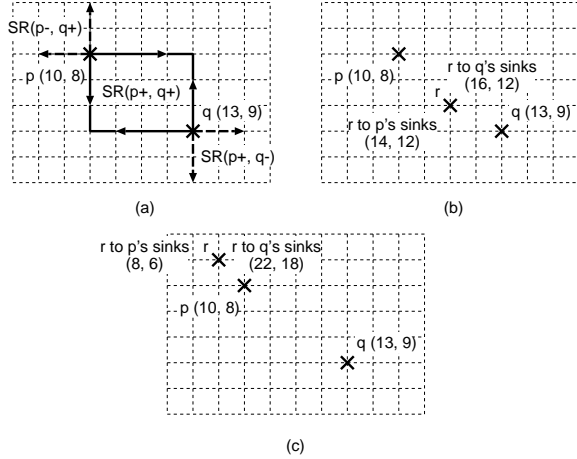 SR(p-, q+)
p (10, 8)
SR(p+, q+)
q (13, 9)
SR(p+, q-)
(a)
p (10, 8)
r to q's sinks
(16, 12)
r
q (13, 9)
r to p's sinks
(14, 12)
(b)
r to p's sinks
(8, 6)
r
r to q's sinks
(22, 18)
p (10, 8)
q (13, 9)
(c)